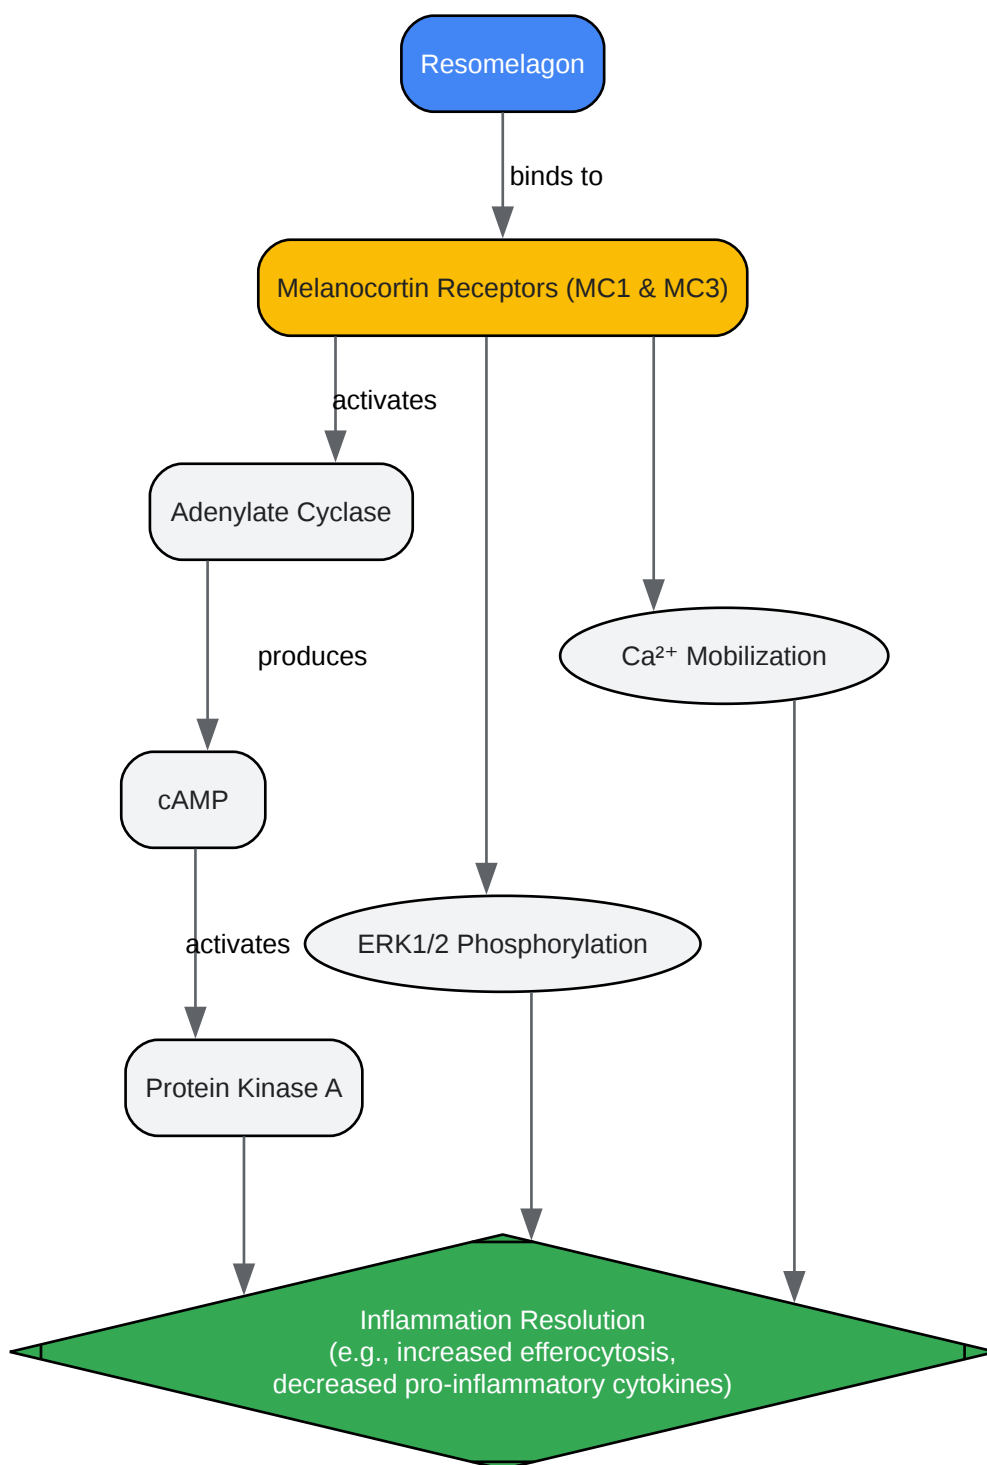 Resomelagon
binds to
Melanocortin Receptors (MC1 & MC3)
activates
Adenylate Cyclase
produces
Ca²⁺ Mobilization
cAMP
activates
ERK1/2 Phosphorylation
Protein Kinase A
Inflammation Resolution
(e.g., increased efferocytosis,
decreased pro-inflammatory cytokines)